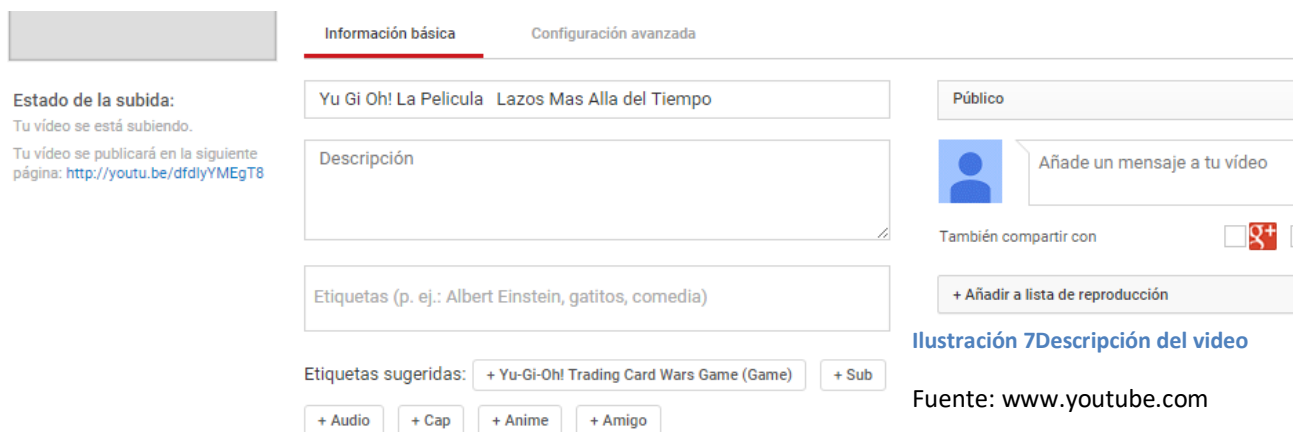 Información básica
Configuración avanzada
Estado de la subida:
Tu vídeo se está subiendo.
Tu vídeo se publicará en la siguiente
página: http://youtu.be/dfdIyYMEgT8
Yu Gi Oh! La Pelicula Lazos Mas Alla del Tiempo
Descripción
Etiquetas (p. ej.: Albert Einstein, gatitos, comedia)
Etiquetas sugeridas:
+ Yu-Gi-Oh! Trading Card Wars Game (Game)
+ Sub
+ Audio
+ Cap
+ Anime
+ Amigo
Público
Añade un mensaje a tu vídeo
También compartir con
g+
+ Añadir a lista de reproducción
Ilustración 7Descripción del video
Fuente: www.youtube.com